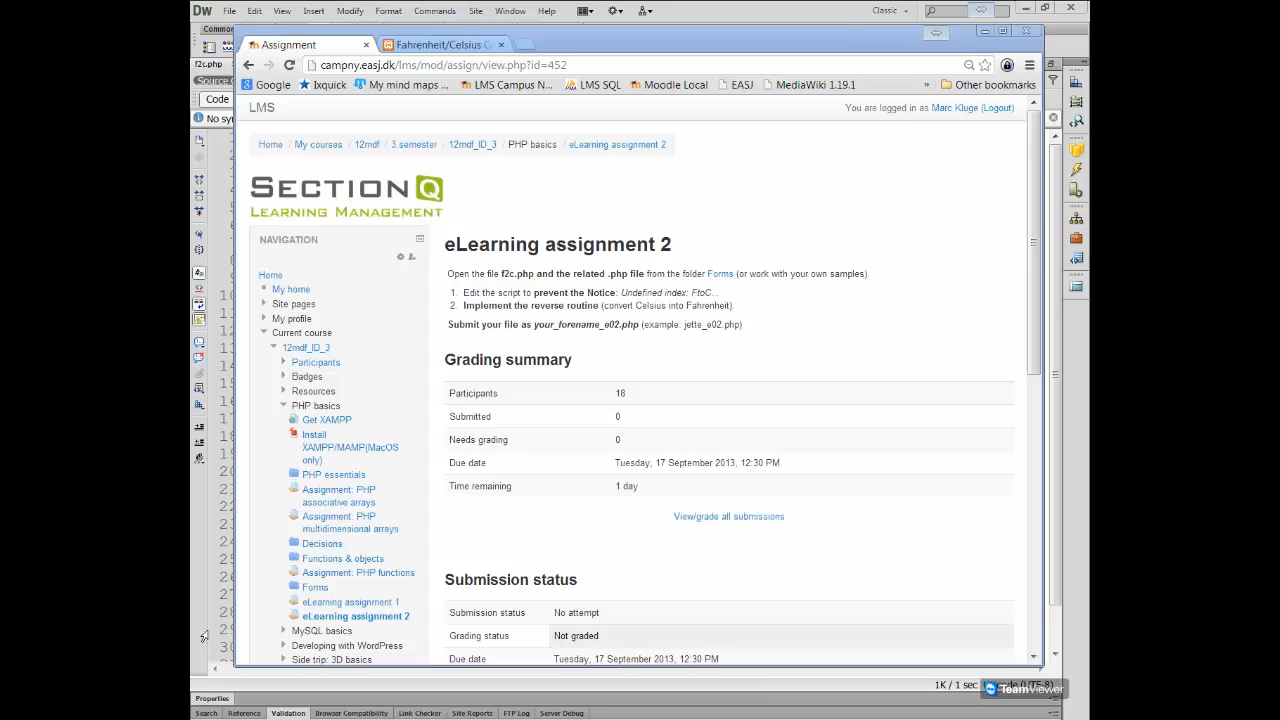 Dw File Edit View Insert Modify Format Commands Site Window Help Classic
Common
Assignment × Fahrenheit/Celsius C ×
f2c.php
campny.easj.dk/lms/mod/assign/view.php?id=452
Source
Google Ixquick My mind maps ... LMS Campus N... LMS SQL Moodle Local EASJ MediaWiki 1.19.1 » Other bookmarks
Code
LMS You are logged in as Marc Kluge (Logout)
No sy
Home / My courses / 12mdf / 3.semester / 12mdf_ID_3 / PHP basics / eLearning assignment 2
SECTION Q
LEARNING MANAGEMENT
NAVIGATION
Home
My home
Site pages
My profile
Current course
12mdf_ID_3
Participants
Badges
Resources
PHP basics
Get XAMPP
Install
XAMPP/MAMP(MacOS
only)
PHP essentials
Assignment: PHP
associative arrays
Assignment: PHP
multidimensional arrays
Decisions
Functions & objects
Assignment: PHP functions
Forms
eLearning assignment 1
eLearning assignment 2
MySQL basics
Developing with WordPress
Side trip: 3D basics
eLearning assignment 2
Open the file f2c.php and the related .php file from the folder Forms (or work with your own samples).
1. Edit the script to prevent the Notice: Undefined index: FtoC...
2. Implement the reverse routine (convert Celsius into Fahrenheit).
Submit your file as your_forename_e02.php (example: jette_e02.php)
Grading summary
Participants 18
Submitted 0
Needs grading 0
Due date Tuesday, 17 September 2013, 12:30 PM
Time remaining 1 day
View/grade all submissions
Submission status
Submission status No attempt
Grading status Not graded
Due date Tuesday, 17 September 2013, 12:30 PM
1K / 1 sec
TeamViewer
Properties
Search Reference Validation Browser Compatibility Link Checker Site Reports FTP Log Server Debug